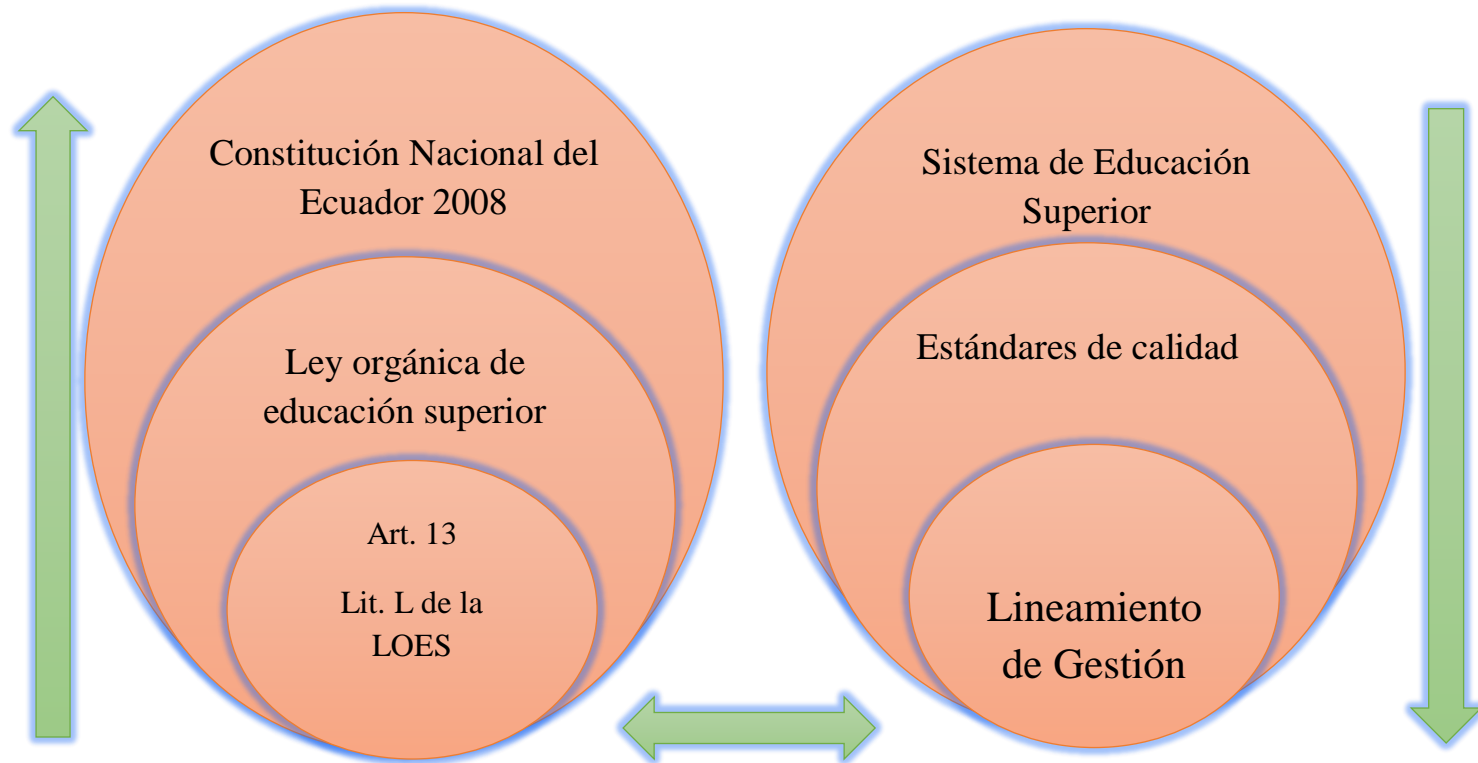 Constitución Nacional del
Ecuador 2008
Ley orgánica de
educación superior
Art. 13
Lit. L de la
LOES
Sistema de Educación
Superior
Estándares de calidad
Lineamiento
de Gestión